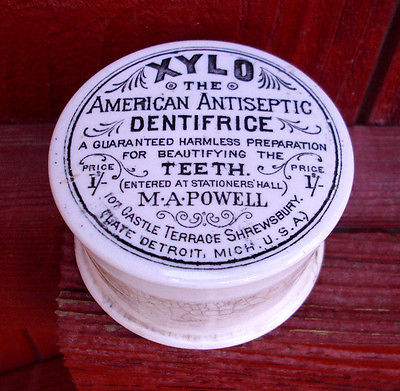 XYLO
THE
AMERICAN ANTISEPTIC
DENTIFRICE
A GUARANTEED HARMLESS PREPARATION
FOR BEAUTIFYING THE
PRICE TEETH. PRICE
1/- (ENTERED AT STATIONERS' HALL) 1/-
M.A. POWELL
107 CASTLE TERRACE SHREWSBURY.
(LATE DETROIT, MICH. U.S.A.)